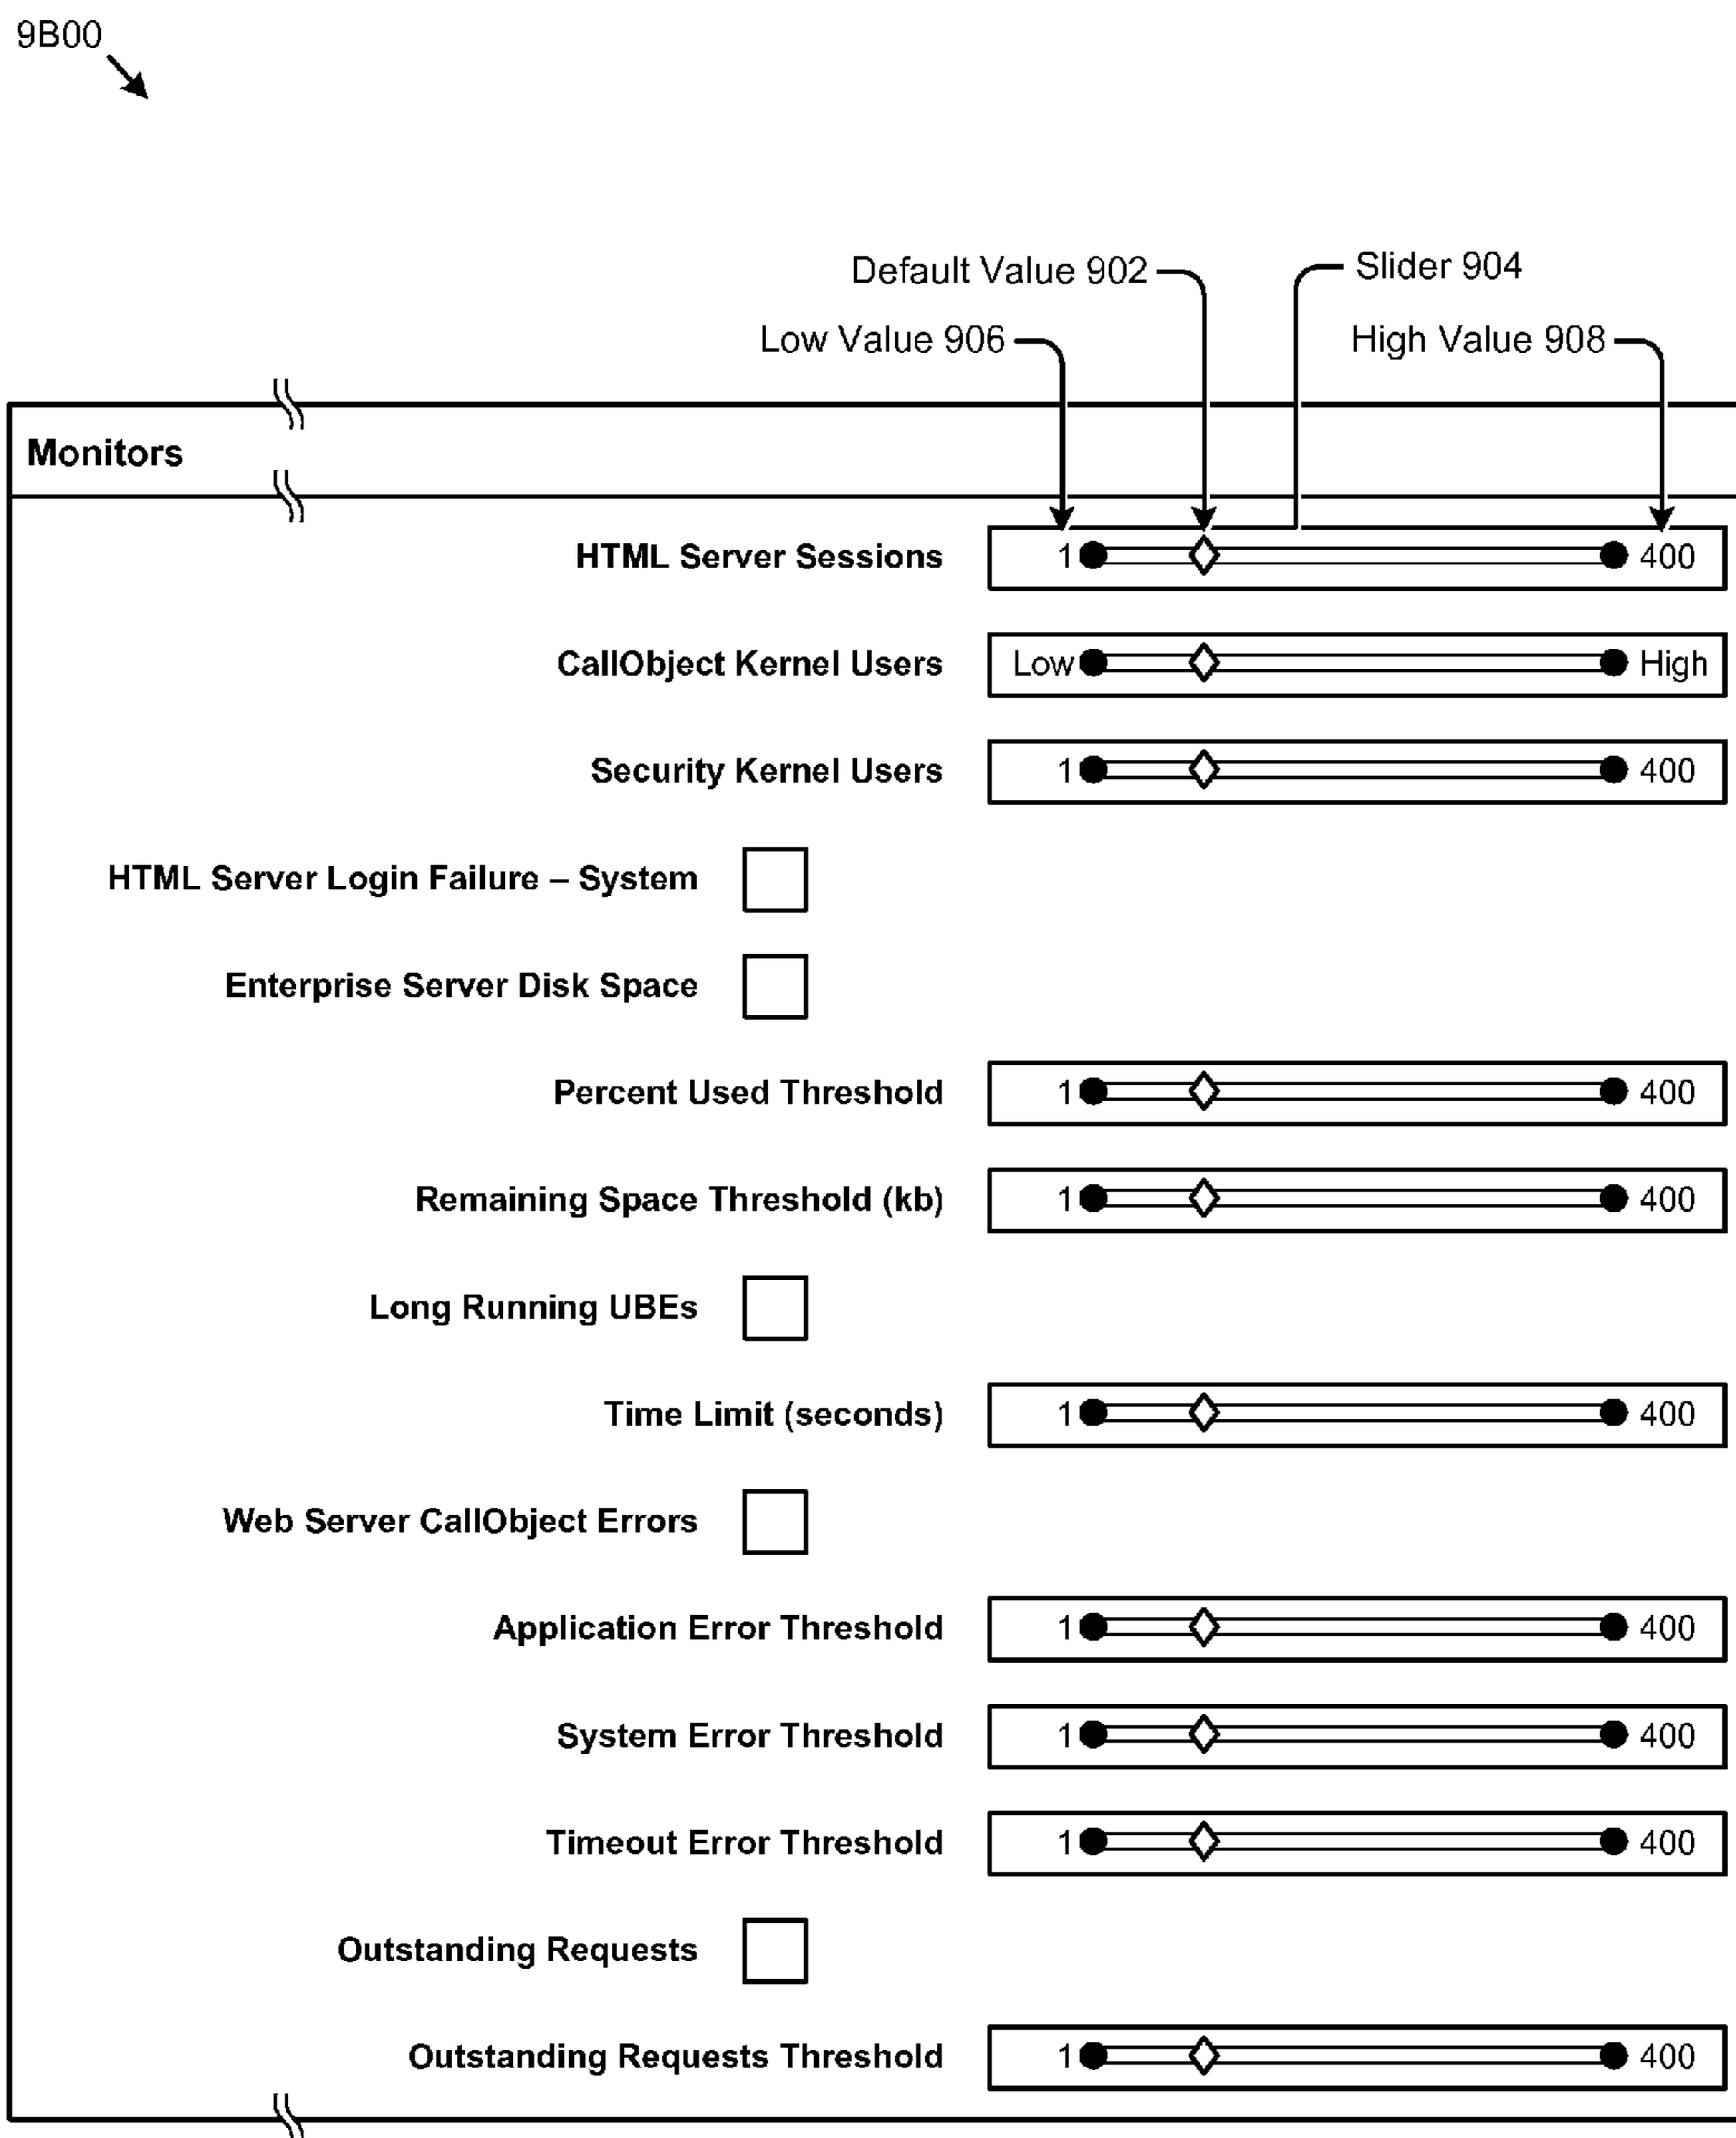 9B00
Default Value 902
Slider 904
Low Value 906
High Value 908
Monitors
HTML Server Sessions 1 400
CallObject Kernel Users Low High
Security Kernel Users 1 400
HTML Server Login Failure – System
Enterprise Server Disk Space
Percent Used Threshold 1 400
Remaining Space Threshold (kb) 1 400
Long Running UBEs
Time Limit (seconds) 1 400
Web Server CallObject Errors
Application Error Threshold 1 400
System Error Threshold 1 400
Timeout Error Threshold 1 400
Outstanding Requests
Outstanding Requests Threshold 1 400